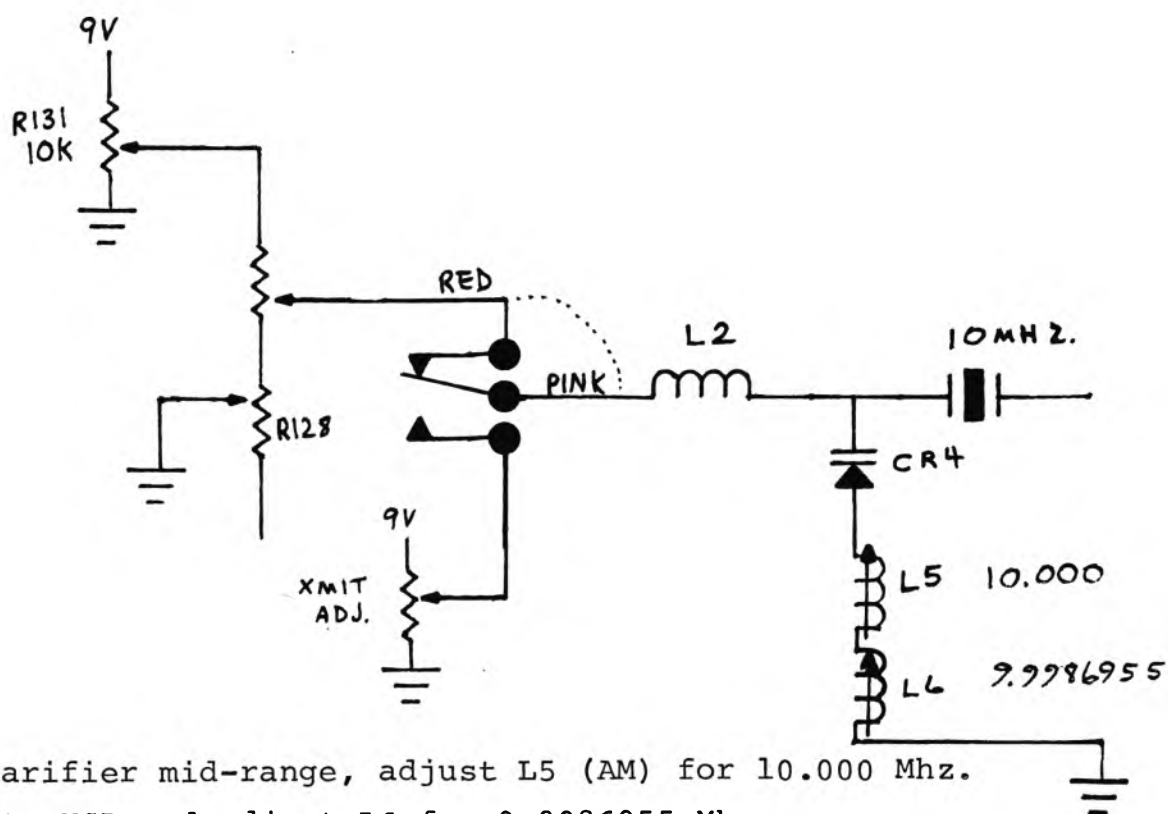 9V
R131
10K
RED
L2
10MHZ.
PINK
R128
CR4
9V
XMIT
ADJ.
L5 10.000
L6 9.9986955
arifier mid-range, adjust L5 (AM) for 10.000 Mhz.